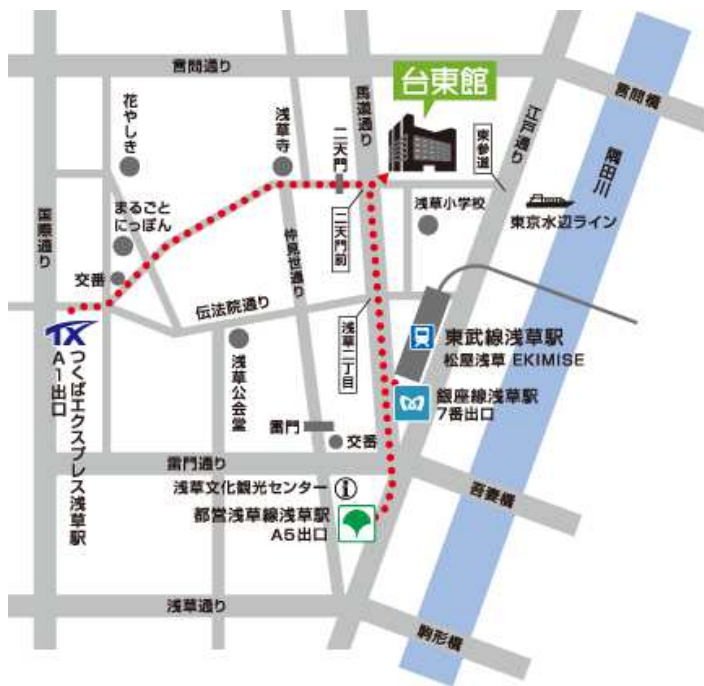 言問通り
台東館
馬道通り
江戸通り
言問橋
隅田川
花やしき
浅草寺
二天門
東参道
国際通り
まるごと
にっぽん
二天門前
浅草小学校
東京水辺ライン
仲見世通り
交番
伝法院通り
浅草二丁目
東武線浅草駅
松屋浅草 EKIMISE
TX
つくばエクスプレス浅草駅
A1出口
浅草公会堂
銀座線浅草駅
7番出口
雷門
交番
雷門通り
吾妻橋
浅草文化観光センター
都営浅草線浅草駅
A5出口
浅草通り
駒形橋